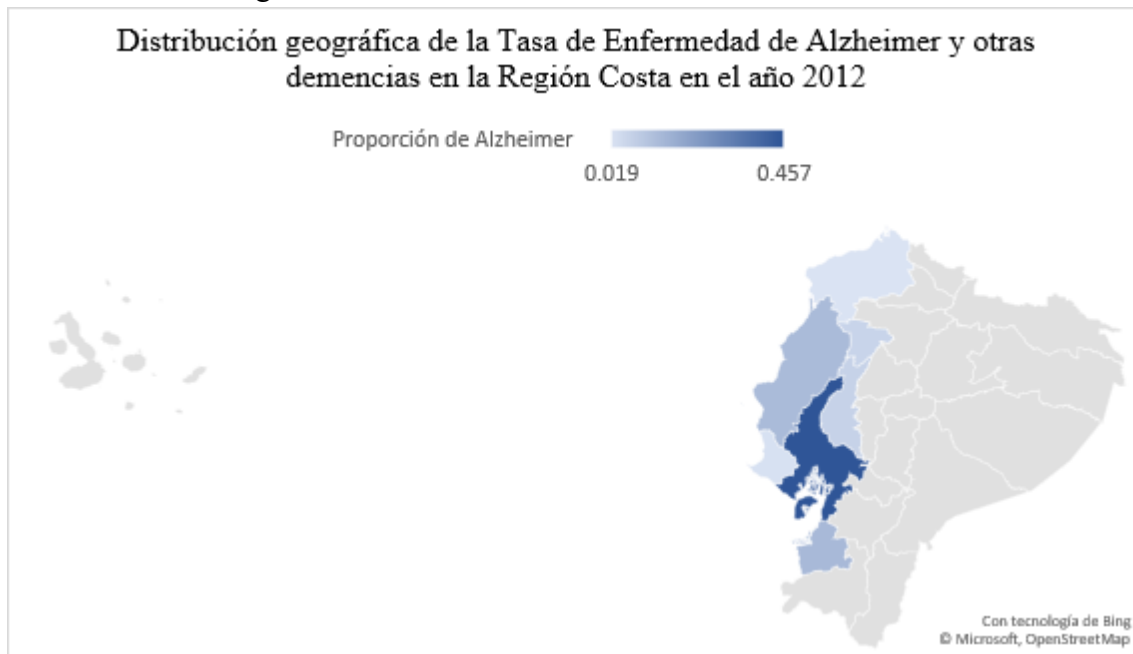 Distribución geográfica de la Tasa de Enfermedad de Alzheimer y otras
demencias en la Región Costa en el año 2012
Proporción de Alzheimer
0.019 0.457
Con tecnología de Bing
© Microsoft, OpenStreetMap